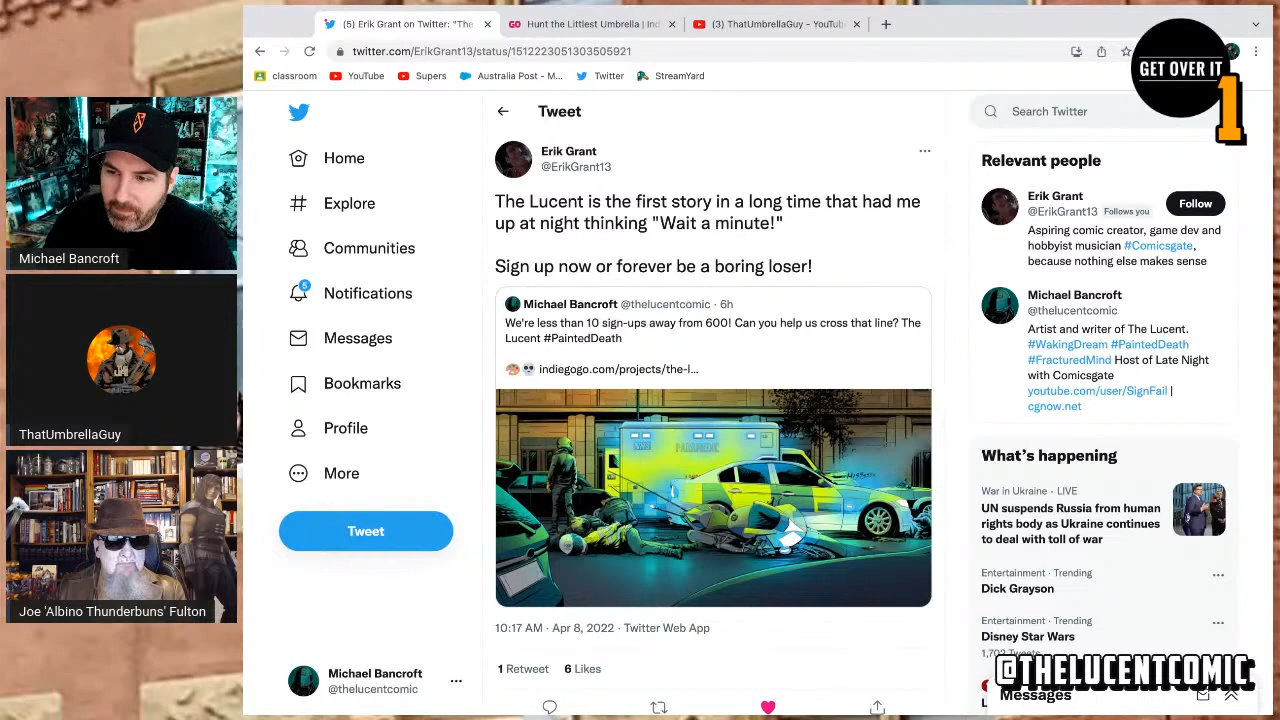 (5) Erik Grant on Twitter: "The
Hunt the Littlest Umbrella | Ind
(3) ThatUmbrellaGuy - YouTube
twitter.com/ErikGrant13/status/1512223051303505921
classroom
YouTube
Supers
Australia Post - M...
Twitter
StreamYard
GET OVER IT
1
Michael Bancroft
ThatUmbrellaGuy
Joe 'Albino Thunderbuns' Fulton
Home
Explore
Communities
5
Notifications
Messages
Bookmarks
Profile
More
Tweet
Michael Bancroft
@thelucentcomic
Tweet
Erik Grant
@ErikGrant13
The Lucent is the first story in a long time that had me
up at night thinking "Wait a minute!"
Sign up now or forever be a boring loser!
Michael Bancroft @thelucentcomic · 6h
We're less than 10 sign-ups away from 600! Can you help us cross that line? The
Lucent #PaintedDeath
indiegogo.com/projects/the-l...
PARAMEDIC
10:17 AM · Apr 8, 2022 · Twitter Web App
1 Retweet 6 Likes
Search Twitter
Relevant people
Erik Grant
@ErikGrant13 Follows you
Follow
Aspiring comic creator, game dev and
hobbyist musician #Comicsgate,
because nothing else makes sense
Michael Bancroft
@thelucentcomic
Artist and writer of The Lucent.
#WakingDream #PaintedDeath
#FracturedMind Host of Late Night
with Comicsgate
youtube.com/user/SignFail |
cgnow.net
What's happening
War in Ukraine · LIVE
UN suspends Russia from human
rights body as Ukraine continues
to deal with toll of war
Entertainment · Trending
Dick Grayson
Entertainment · Trending
Disney Star Wars
1,702 Tweets
@THELUCENTCOMIC
Messages